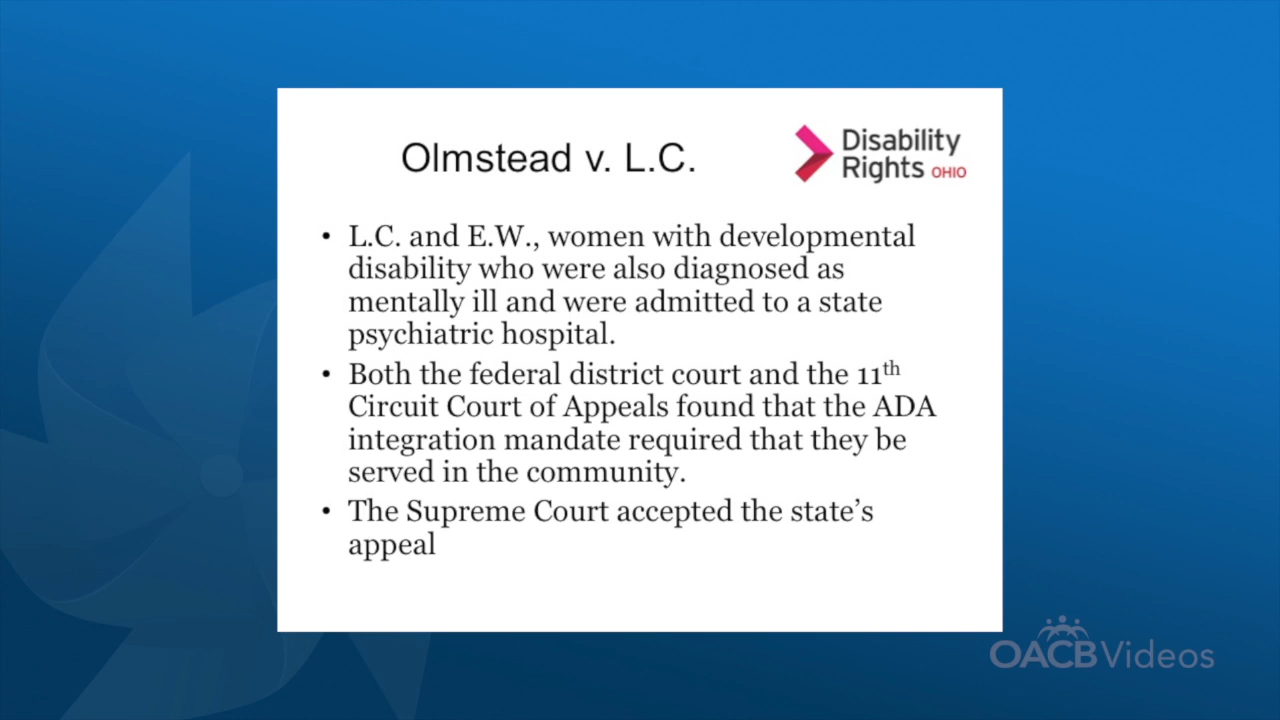 Olmstead v. L.C.
Disability
Rights OHIO
• L.C. and E.W., women with developmental
disability who were also diagnosed as
mentally ill and were admitted to a state
psychiatric hospital.
• Both the federal district court and the 11th
Circuit Court of Appeals found that the ADA
integration mandate required that they be
served in the community.
• The Supreme Court accepted the state’s
appeal
OACBVideos